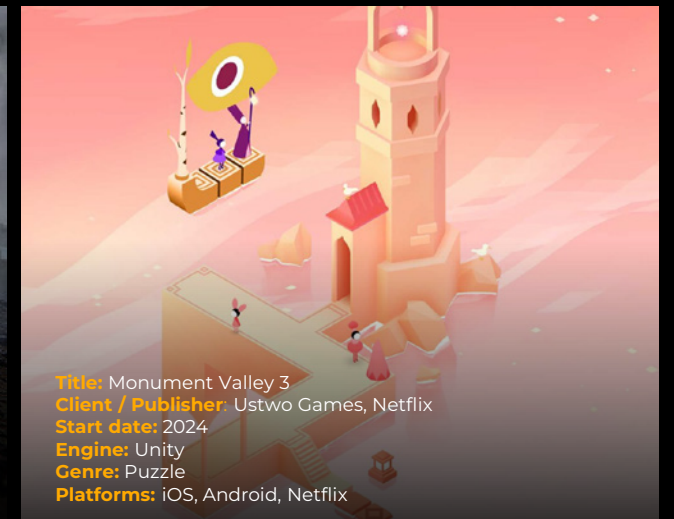 Title: Monument Valley 3
Client / Publisher: Ustwo Games, Netflix
Start date: 2024
Engine: Unity
Genre: Puzzle
Platforms: iOS, Android, Netflix